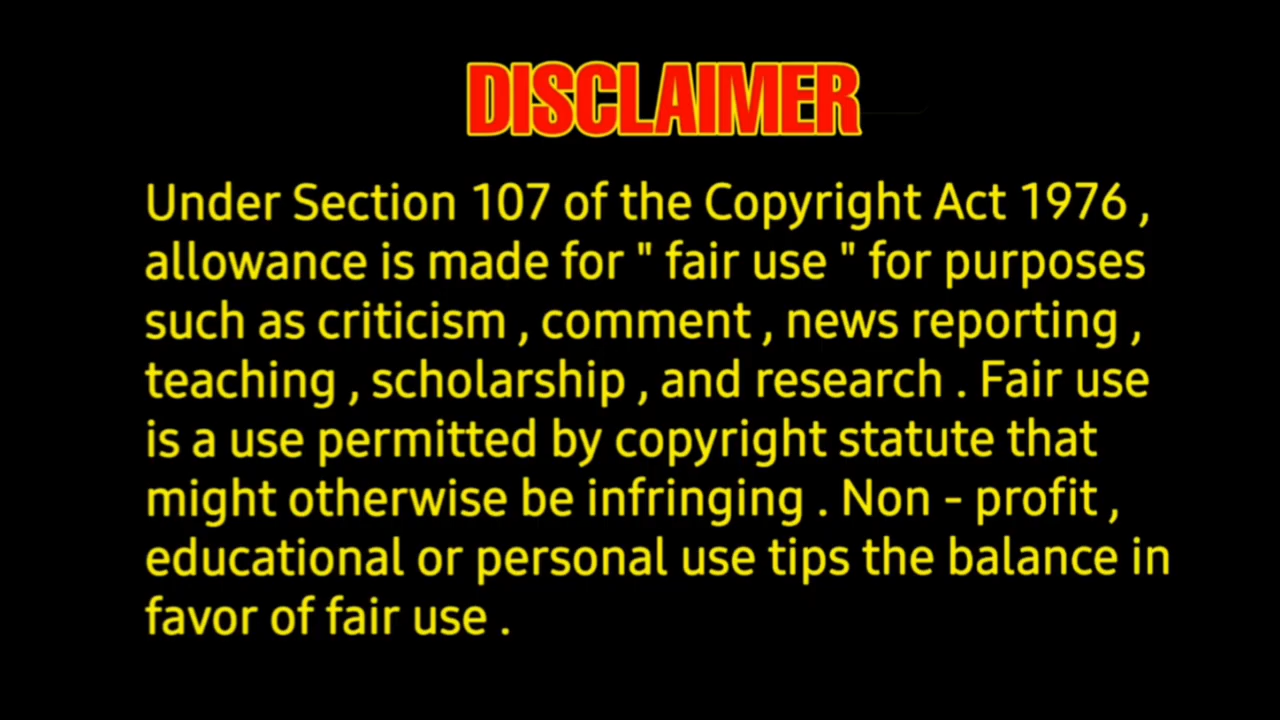 DISCLAIMER
Under Section 107 of the Copyright Act 1976 ,
allowance is made for " fair use " for purposes
such as criticism , comment , news reporting ,
teaching , scholarship , and research . Fair use
is a use permitted by copyright statute that
might otherwise be infringing . Non - profit ,
educational or personal use tips the balance in
favor of fair use .